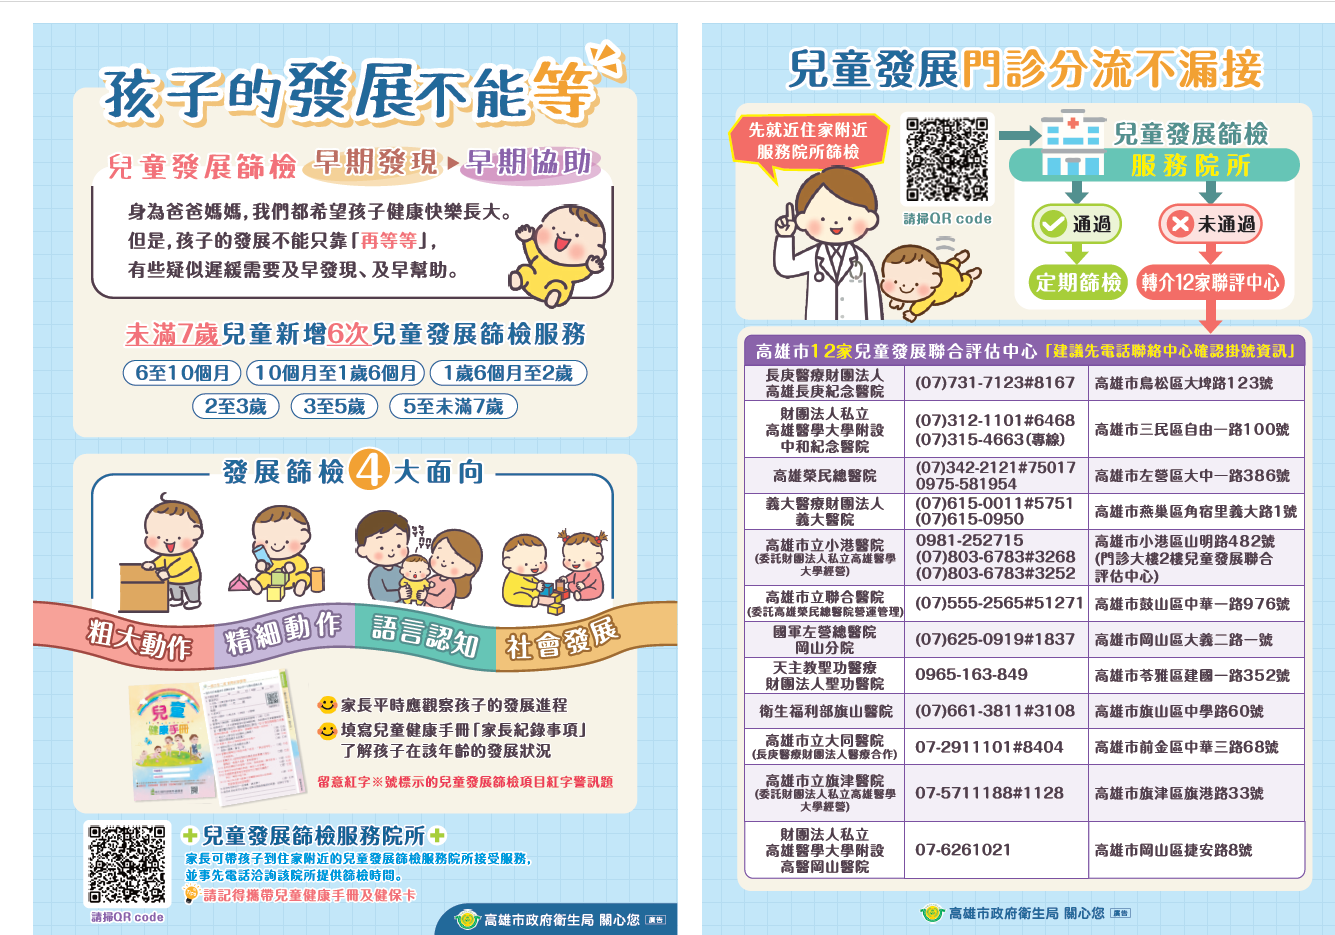 孩子的發展不能等
兒童發展篩檢 早期發現▶早期協助
身為爸爸媽媽,我們都希望孩子健康快樂長大。
但是,孩子的發展不能只靠「再等等」,
有些疑似遲緩需要及早發現、及早幫助。
未滿7歲兒童新增6次兒童發展篩檢服務
6至10個月 10個月至1歲6個月 1歲6個月至2歲
2至3歲 3至5歲 5至未滿7歲
發展篩檢4大面向
粗大動作 精細動作 語言認知 社會發展
兒童
健康手冊
家長平時應觀察孩子的發展進程
填寫兒童健康手冊「家長紀錄事項」
了解孩子在該年齡的發展狀況
留意紅字※號標示的兒童發展篩檢項目紅字警訊題
兒童發展篩檢服務院所
家長可帶孩子到住家附近的兒童發展篩檢服務院所接受服務,
並事先電話洽詢該院所提供篩檢時間。
請記得攜帶兒童健康手冊及健保卡
請掃QR code
高雄市政府衛生局 關心您 廣告
兒童發展門診分流不漏接
先就近住家附近
服務院所篩檢
請掃QR code
兒童發展篩檢
服務院所
通過 未通過
定期篩檢 轉介12家聯評中心
高雄市12家兒童發展聯合評估中心「建議先電話聯絡中心確認掛號資訊」
長庚醫療財團法人
高雄長庚紀念醫院
(07)731-7123#8167
高雄市鳥松區大埤路123號
財團法人私立
高雄醫學大學附設
中和紀念醫院
(07)312-1101#6468
(07)315-4663(專線)
高雄市三民區自由一路100號
高雄榮民總醫院
(07)342-2121#75017
0975-581954
高雄市左營區大中一路386號
義大醫療財團法人
義大醫院
(07)615-0011#5751
(07)615-0950
高雄市燕巢區角宿里義大路1號
高雄市立小港醫院
(委託財團法人私立高雄醫學
大學經營)
0981-252715
(07)803-6783#3268
(07)803-6783#3252
高雄市小港區山明路482號
(門診大樓2樓兒童發展聯合
評估中心)
高雄市立聯合醫院
(委託高雄榮民總醫院營運管理)
(07)555-2565#51271
高雄市鼓山區中華一路976號
國軍左營總醫院
岡山分院
(07)625-0919#1837
高雄市岡山區大義二路一號
天主教聖功醫療
財團法人聖功醫院
0965-163-849
高雄市苓雅區建國一路352號
衛生福利部旗山醫院
(07)661-3811#3108
高雄市旗山區中學路60號
高雄市立大同醫院
(長庚醫療財團法人醫療合作)
07-2911101#8404
高雄市前金區中華三路68號
高雄市立旗津醫院
(委託財團法人私立高雄醫學
大學經營)
07-5711188#1128
高雄市旗津區旗港路33號
財團法人私立
高雄醫學大學附設
高醫岡山醫院
07-6261021
高雄市岡山區捷安路8號
高雄市政府衛生局 關心您 廣告